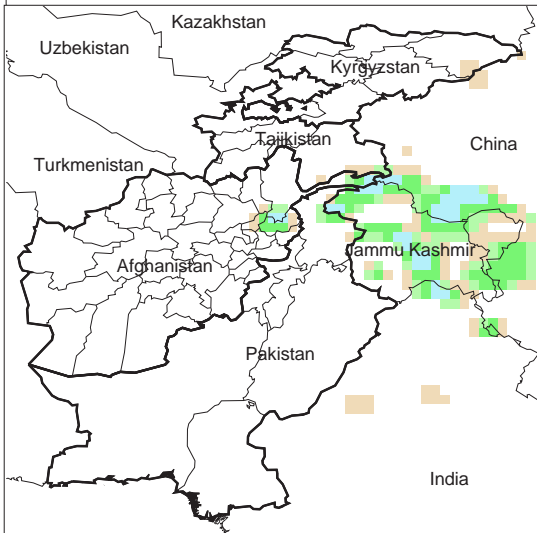 Kazakhstan
Uzbekistan
Kyrgyzstan
Tajikistan
China
Turkmenistan
Jammu Kashmir
Afghanistan
Pakistan
India